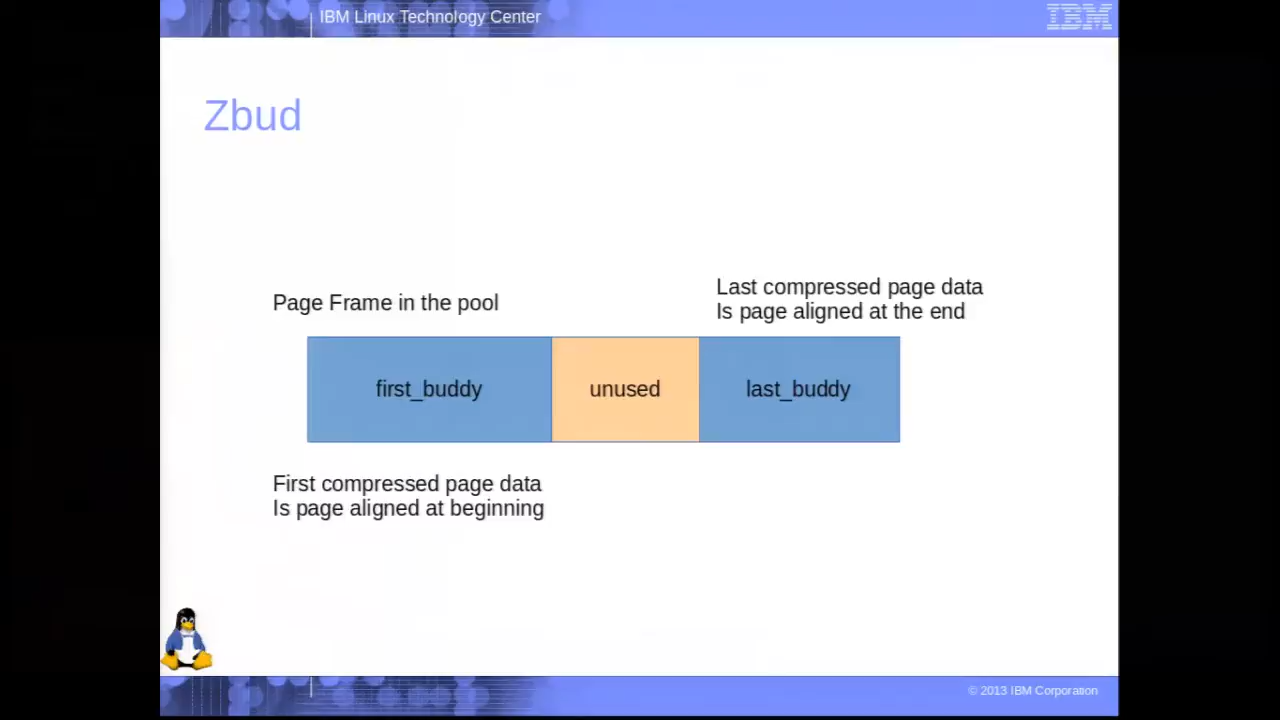 IBM Linux Technology Center
IBM
Zbud
Last compressed page data
Page Frame in the pool
Is page aligned at the end
first_buddy
unused
last_buddy
First compressed page data
Is page aligned at beginning
© 2013 IBM Corporation